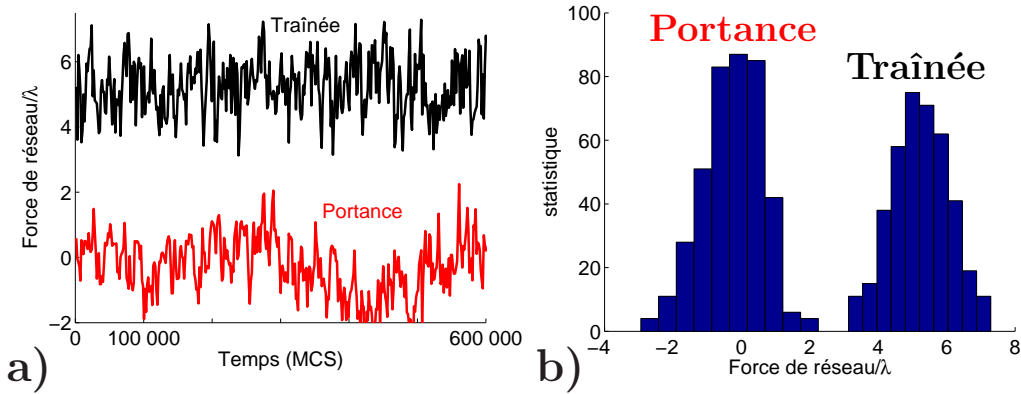 Traînée
6
4
2
0
−2
Force de réseau/λ
Portance
0
100 000
600 000
Temps (MCS)
a)
Portance
Traînée
100
80
60
40
20
0
statistique
−4
−2
0
2
4
6
8
Force de réseau/λ
b)